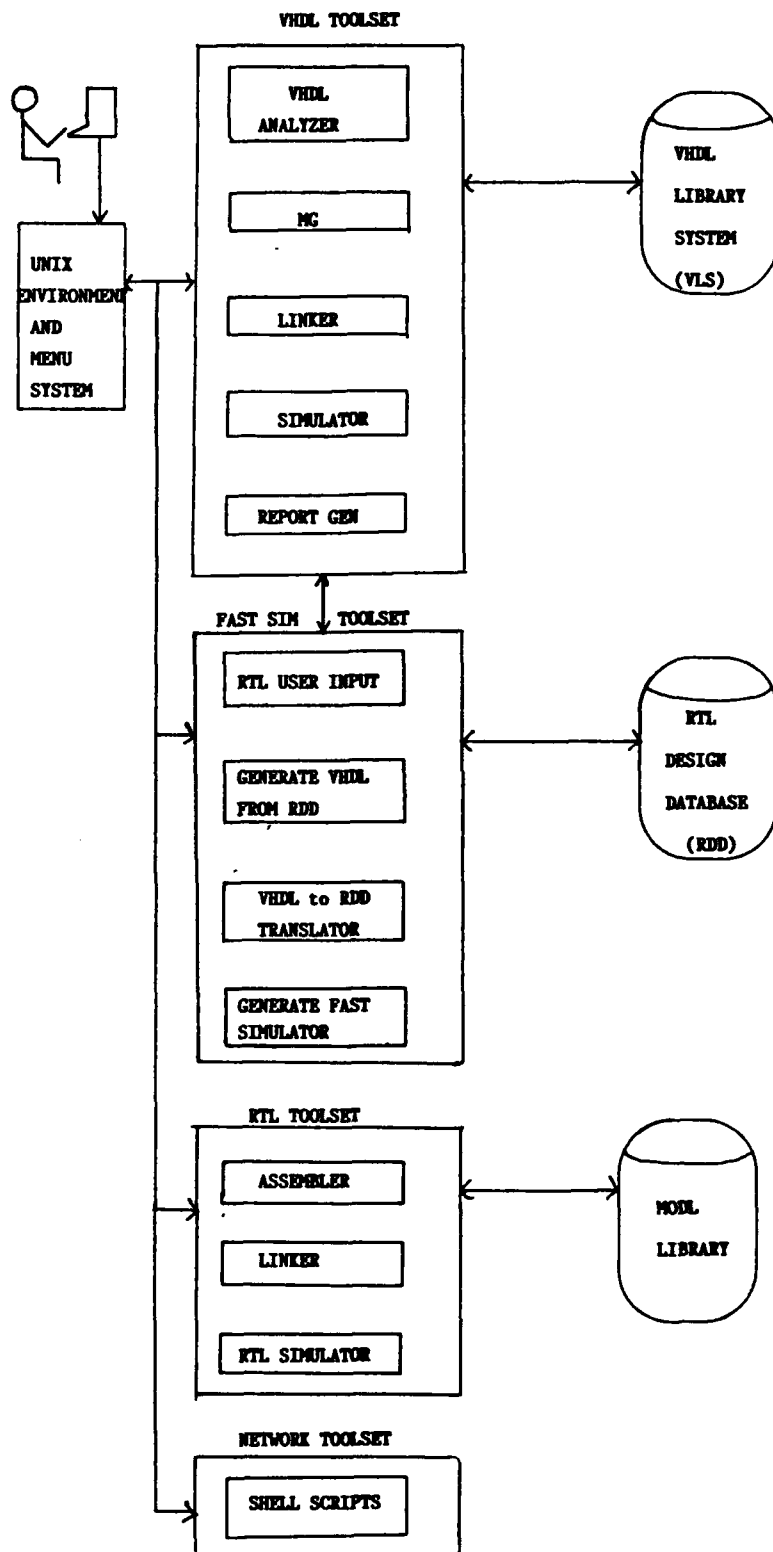 VHDL TOOLSET
VHDL
ANALYZER
MG
LINKER
SIMULATOR
REPORT GEN
VHDL
LIBRARY
SYSTEM
(VLS)
UNIX
ENVIRONMENT
AND
MENU
SYSTEM
FAST SIM TOOLSET
RTL USER INPUT
GENERATE VHDL
FROM RDD
VHDL to RDD
TRANSLATOR
GENERATE FAST
SIMULATOR
RTL
DESIGN
DATABASE
(RDD)
RTL TOOLSET
ASSEMBLER
LINKER
RTL SIMULATOR
MODL
LIBRARY
NETWORK TOOLSET
SHELL SCRIPTS